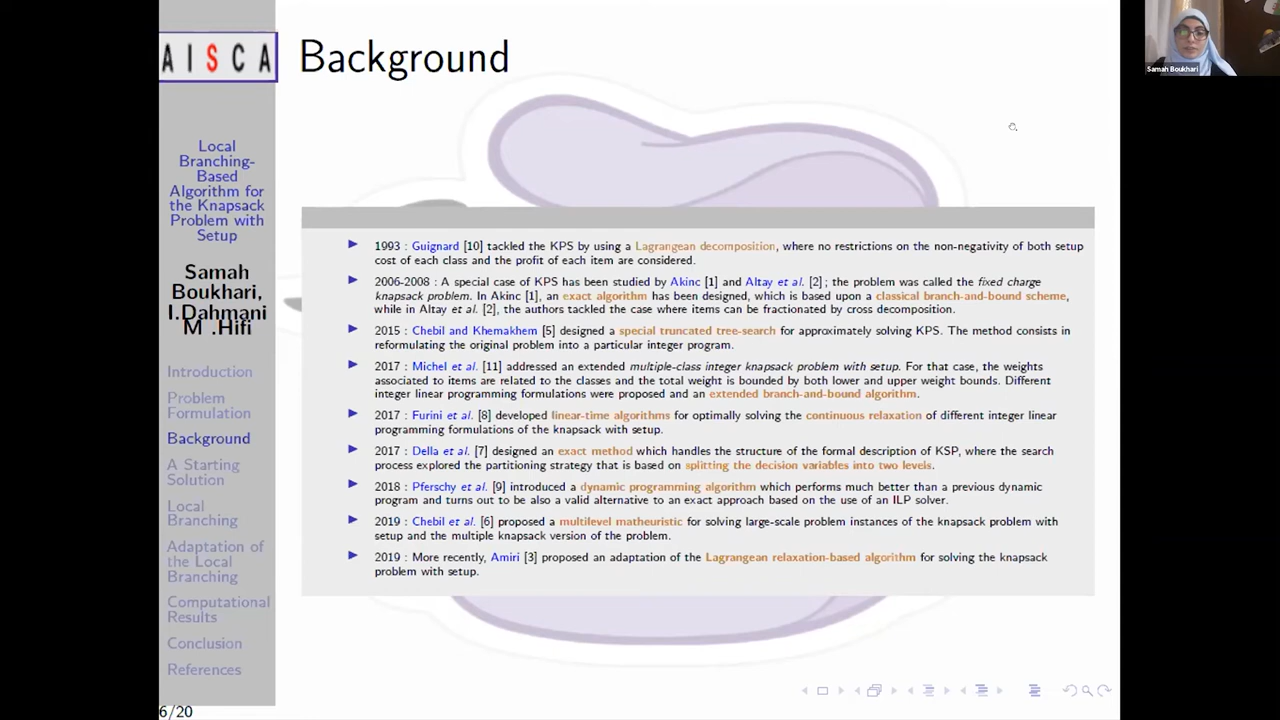 AISCA
Background
Samah Boukhari
Local
Branching-
Based
Algorithm for
the Knapsack
Problem with
Setup
Samah
Boukhari,
I.Dahmani
M .Hifi
Introduction
Problem
Formulation
Background
A Starting
Solution
Local
Branching
Adaptation of
the Local
Branching
Computational
Results
Conclusion
References
1993 : Guignard [10] tackled the KPS by using a Lagrangean decomposition, where no restrictions on the non-negativity of both setup
cost of each class and the profit of each item are considered.
2006-2008 : A special case of KPS has been studied by Akinc [1] and Altay et al. [2] ; the problem was called the fixed charge
knapsack problem. In Akinc [1], an exact algorithm has been designed, which is based upon a classical branch-and-bound scheme,
while in Altay et al. [2], the authors tackled the case where items can be fractionated by cross decomposition.
2015 : Chebil and Khemakhem [5] designed a special truncated tree-search for approximately solving KPS. The method consists in
reformulating the original problem into a particular integer program.
2017 : Michel et al. [11] addressed an extended multiple-class integer knapsack problem with setup. For that case, the weights
associated to items are related to the classes and the total weight is bounded by both lower and upper weight bounds. Different
integer linear programming formulations were proposed and an extended branch-and-bound algorithm.
2017 : Furini et al. [8] developed linear-time algorithms for optimally solving the continuous relaxation of different integer linear
programming formulations of the knapsack with setup.
2017 : Della et al. [7] designed an exact method which handles the structure of the formal description of KSP, where the search
process explored the partitioning strategy that is based on splitting the decision variables into two levels.
2018 : Pferschy et al. [9] introduced a dynamic programming algorithm which performs much better than a previous dynamic
program and turns out to be also a valid alternative to an exact approach based on the use of an ILP solver.
2019 : Chebil et al. [6] proposed a multilevel matheuristic for solving large-scale problem instances of the knapsack problem with
setup and the multiple knapsack version of the problem.
2019 : More recently, Amiri [3] proposed an adaptation of the Lagrangean relaxation-based algorithm for solving the knapsack
problem with setup.
6/20